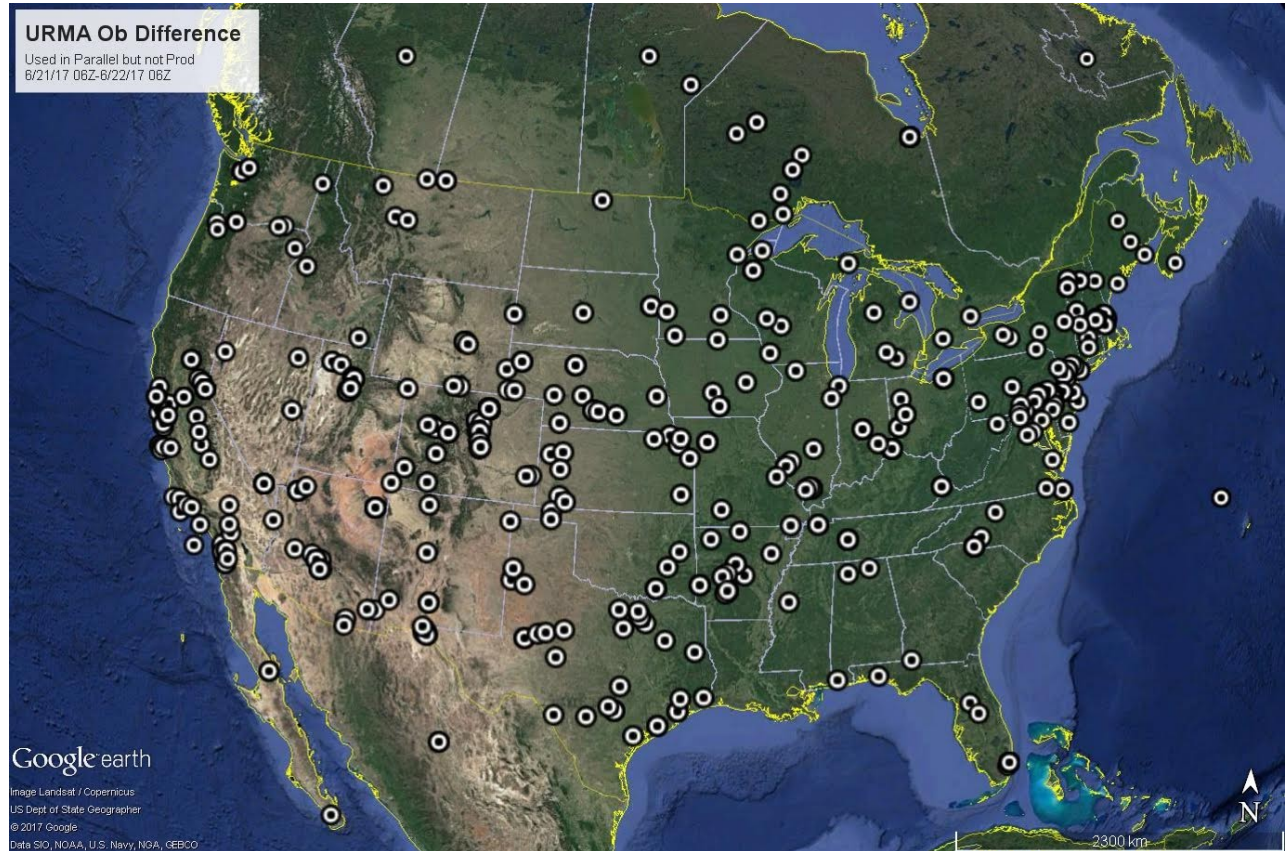 URMA Ob Difference
Used in Parallel but not Prod
6/21/17 06Z-6/22/17 06Z
Google earth
Image Landsat / Copernicus
US Dept of State Geographer
© 2017 Google
Data SIO, NOAA, U.S. Navy, NGA, GEBCO
N
2300 km